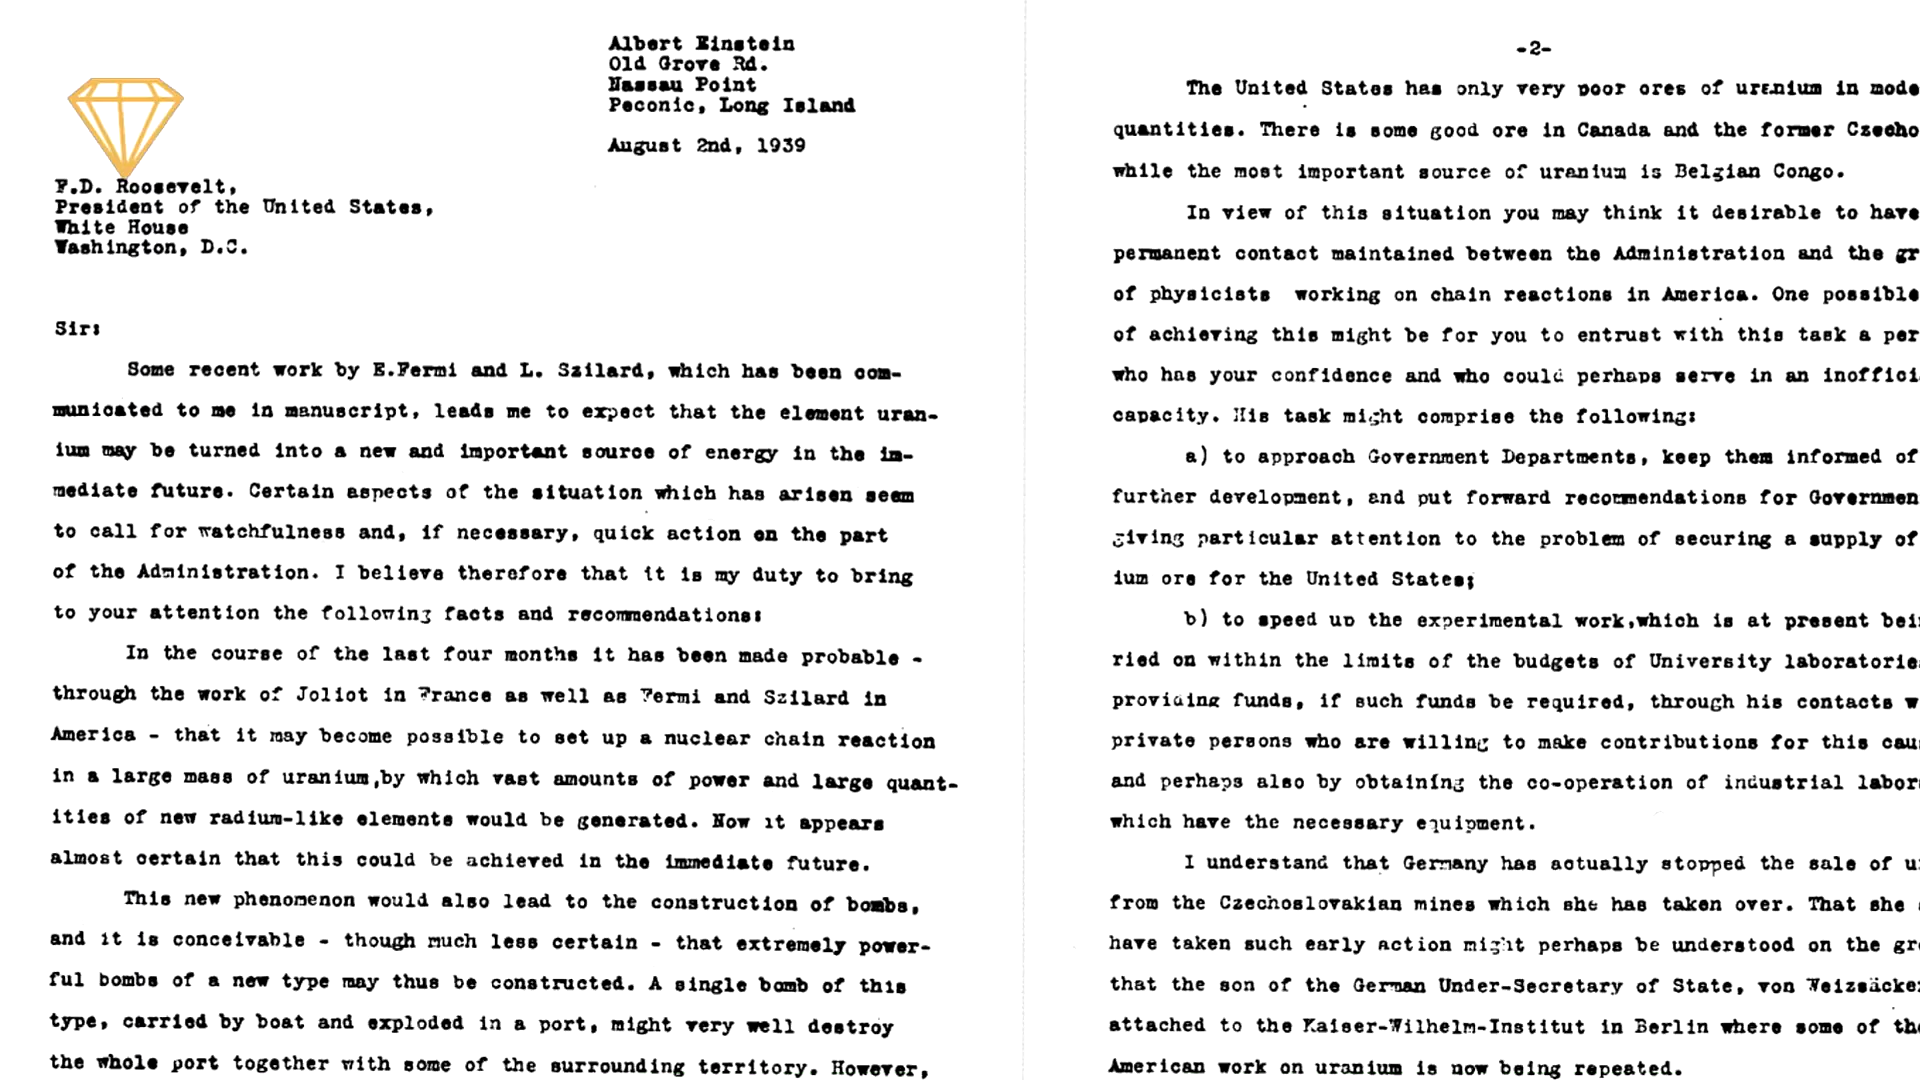 Albert Einstein
Old Grove Rd.
Nassau Point
Peconic, Long Island
August 2nd, 1939
F.D. Roosevelt,
President of the United States,
White House
Washington, D.C.
Sir:
Some recent work by E.Fermi and L. Szilard, which has been com-
municated to me in manuscript, leads me to expect that the element uran-
ium may be turned into a new and important source of energy in the im-
mediate future. Certain aspects of the situation which has arisen seem
to call for watchfulness and, if necessary, quick action on the part
of the Administration. I believe therefore that it is my duty to bring
to your attention the following facts and recommendations:
In the course of the last four months it has been made probable -
through the work of Joliot in France as well as Fermi and Szilard in
America - that it may become possible to set up a nuclear chain reaction
in a large mass of uranium,by which vast amounts of power and large quant-
ities of new radium-like elements would be generated. Now it appears
almost certain that this could be achieved in the immediate future.
This new phenomenon would also lead to the construction of bombs,
and it is conceivable - though much less certain - that extremely power-
ful bombs of a new type may thus be constructed. A single bomb of this
type, carried by boat and exploded in a port, might very well destroy
the whole port together with some of the surrounding territory. However,
-2-
The United States has only very poor ores of uranium in mode
quantities. There is some good ore in Canada and the former Czecho
while the most important source of uranium is Belgian Congo.
In view of this situation you may think it desirable to have
permanent contact maintained between the Administration and the gr
of physicists working on chain reactions in America. One possible
of achieving this might be for you to entrust with this task a per
who has your confidence and who could perhaps serve in an inoffici
capacity. His task might comprise the following:
a) to approach Government Departments, keep them informed of
further development, and put forward recommendations for Governmen
giving particular attention to the problem of securing a supply of
ium ore for the United States;
b) to speed up the experimental work,which is at present bei
ried on within the limits of the budgets of University laboratorie
providing funds, if such funds be required, through his contacts w
private persons who are willing to make contributions for this cau
and perhaps also by obtaining the co-operation of industrial labor
which have the necessary equipment.
I understand that Germany has actually stopped the sale of u
from the Czechoslovakian mines which she has taken over. That she
have taken such early action might perhaps be understood on the gr
that the son of the German Under-Secretary of State, von Weizsäcke
attached to the Kaiser-Wilhelm-Institut in Berlin where some of the
American work on uranium is now being repeated.